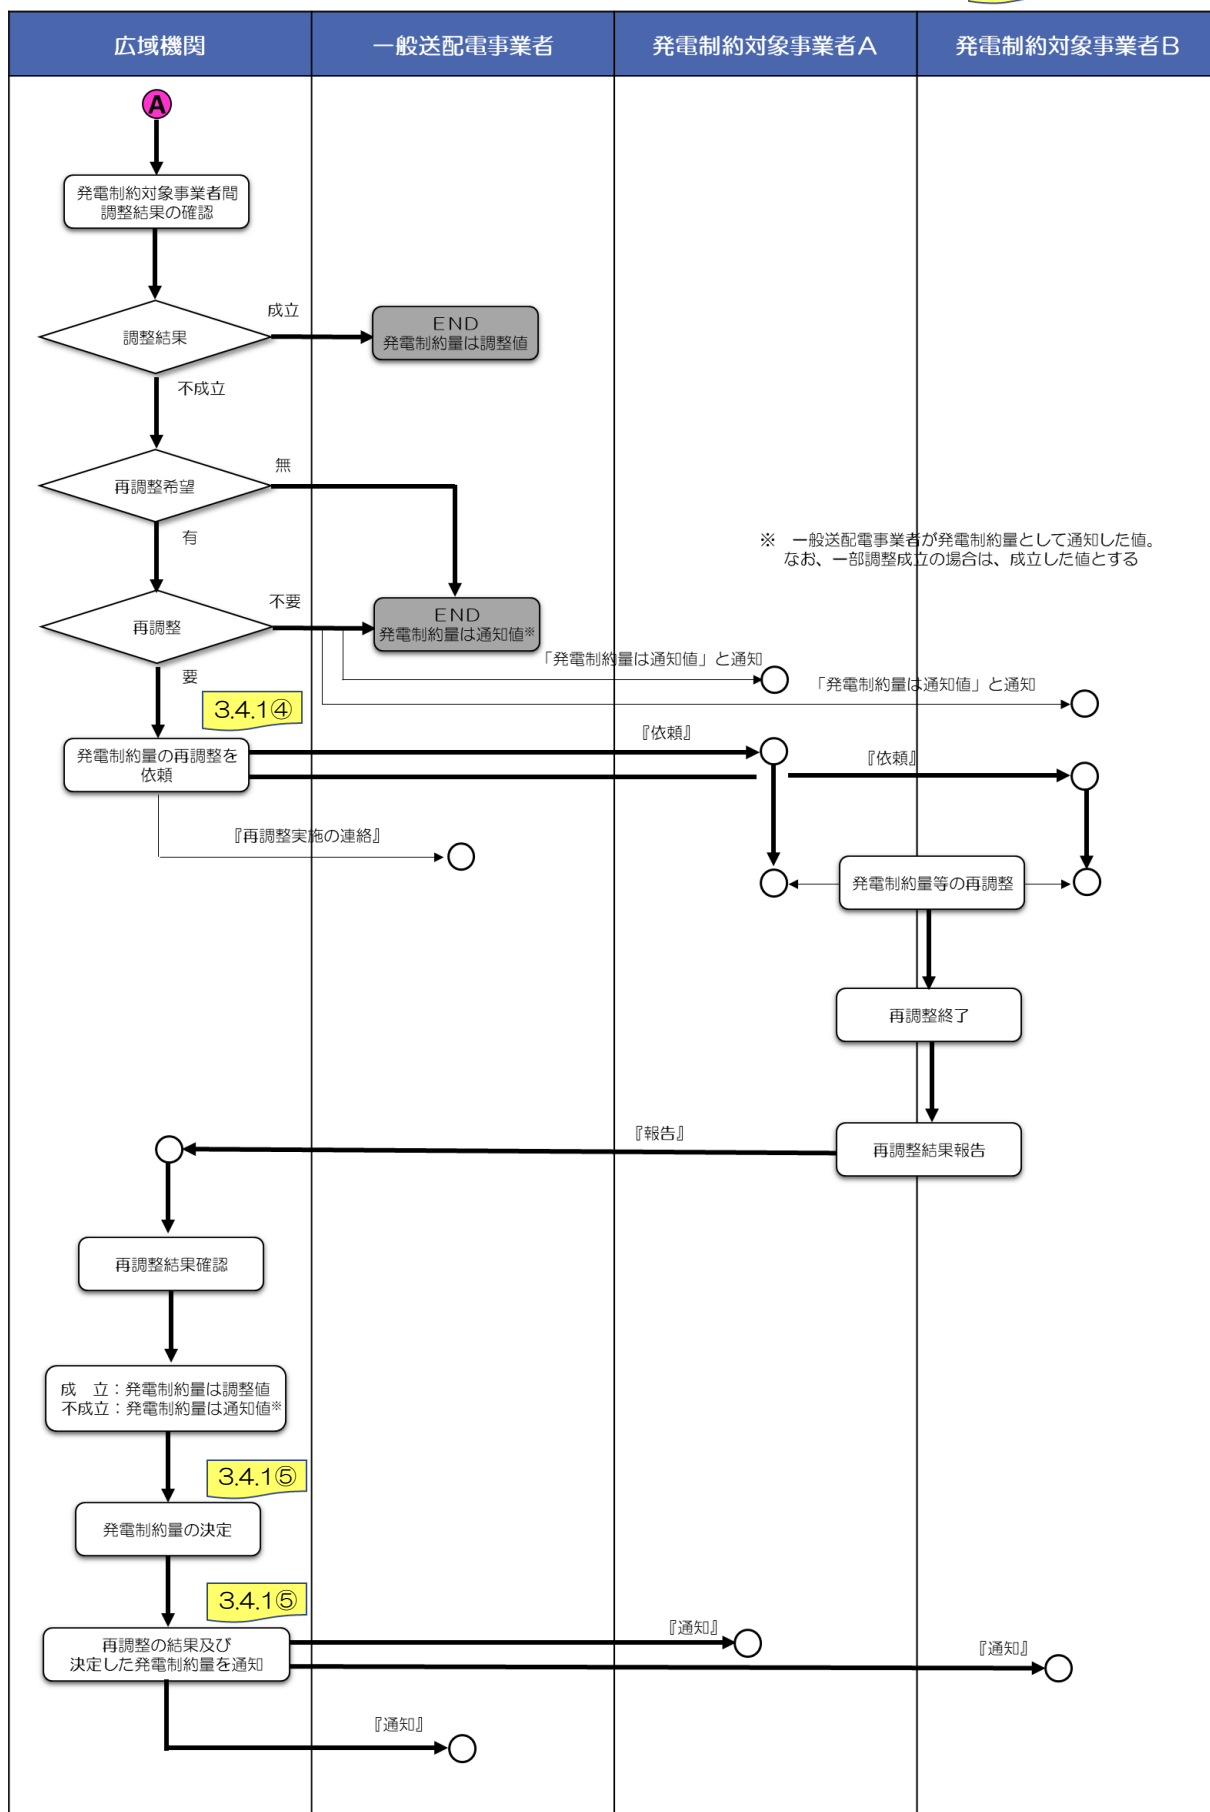 広域機関
一般送配電事業者
発電制約対象事業者A
発電制約対象事業者B
A
発電制約対象事業者間
調整結果の確認
調整結果
成立
END
発電制約量は調整値
不成立
再調整希望
無
有
※ 一般送配電事業者が発電制約量として通知した値。
なお、一部調整成立の場合は、成立した値とする
再調整
不要
END
発電制約量は通知値※
「発電制約量は通知値」と通知
「発電制約量は通知値」と通知
要
3.4.1④
発電制約量の再調整を
依頼
『依頼』
『依頼』
『再調整実施の連絡』
発電制約量等の再調整
再調整終了
『報告』
再調整結果報告
再調整結果確認
成 立：発電制約量は調整値
不成立：発電制約量は通知値※
3.4.1⑤
発電制約量の決定
3.4.1⑤
再調整の結果及び
決定した発電制約量を通知
『通知』
『通知』
『通知』